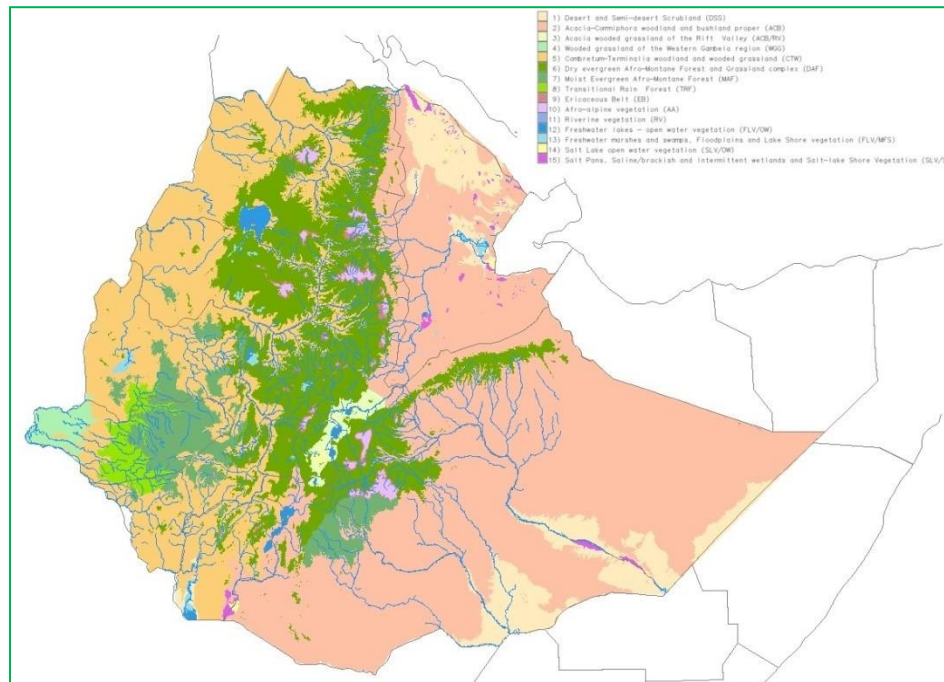 1) Desert and Semi-desert Scrubland (DSS)
2) Acacia-Commiphora woodland and bushland proper (ACB)
3) Acacia wooded grassland of the Rift Valley (ACB/RV)
4) Wooded grassland of the Western Gambela region (WGG)
5) Combretum-Terminalia woodland and wooded grassland (CTW)
6) Dry evergreen Afro-Montane Forest and Grassland complex (DAF)
7) Moist Evergreen Afro-Montane Forest (MAF)
8) Transitional Rain Forest (TRF)
9) Ericaceous Belt (EB)
10) Afro-alpine vegetation (AA)
11) Riverine vegetation (RV)
12) Freshwater lakes - open water vegetation (FLV/OW)
13) Freshwater marshes and swamps, Floodplains and Lake Shore vegetation (FLV/MFS)
14) Salt Lake open water vegetation (SLV/OW)
15) Salt Pans, Saline/brackish and intermittent wetlands and Salt-lake Shore Vegetation (SLV/S